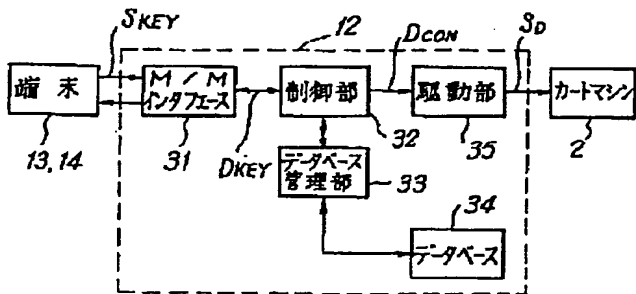 SKEY
12
DCON
SD
端末
M/M
インタフェース
制御部
駆動部
カートマシン
13, 14
31
DKEY
32
35
2
データベース
管理部
33
34
データベース